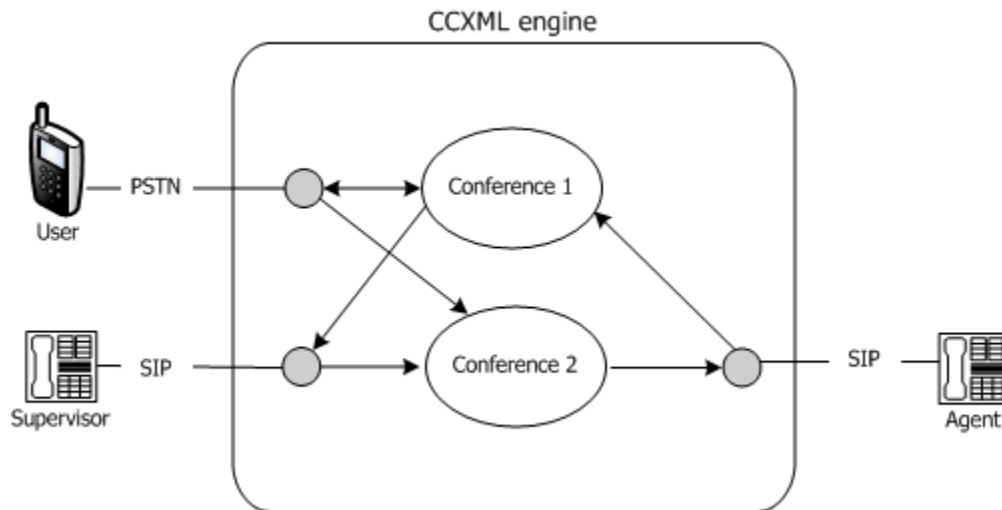 CCXML engine
PSTN
User
Conference 1
Supervisor
SIP
Conference 2
SIP
Agent